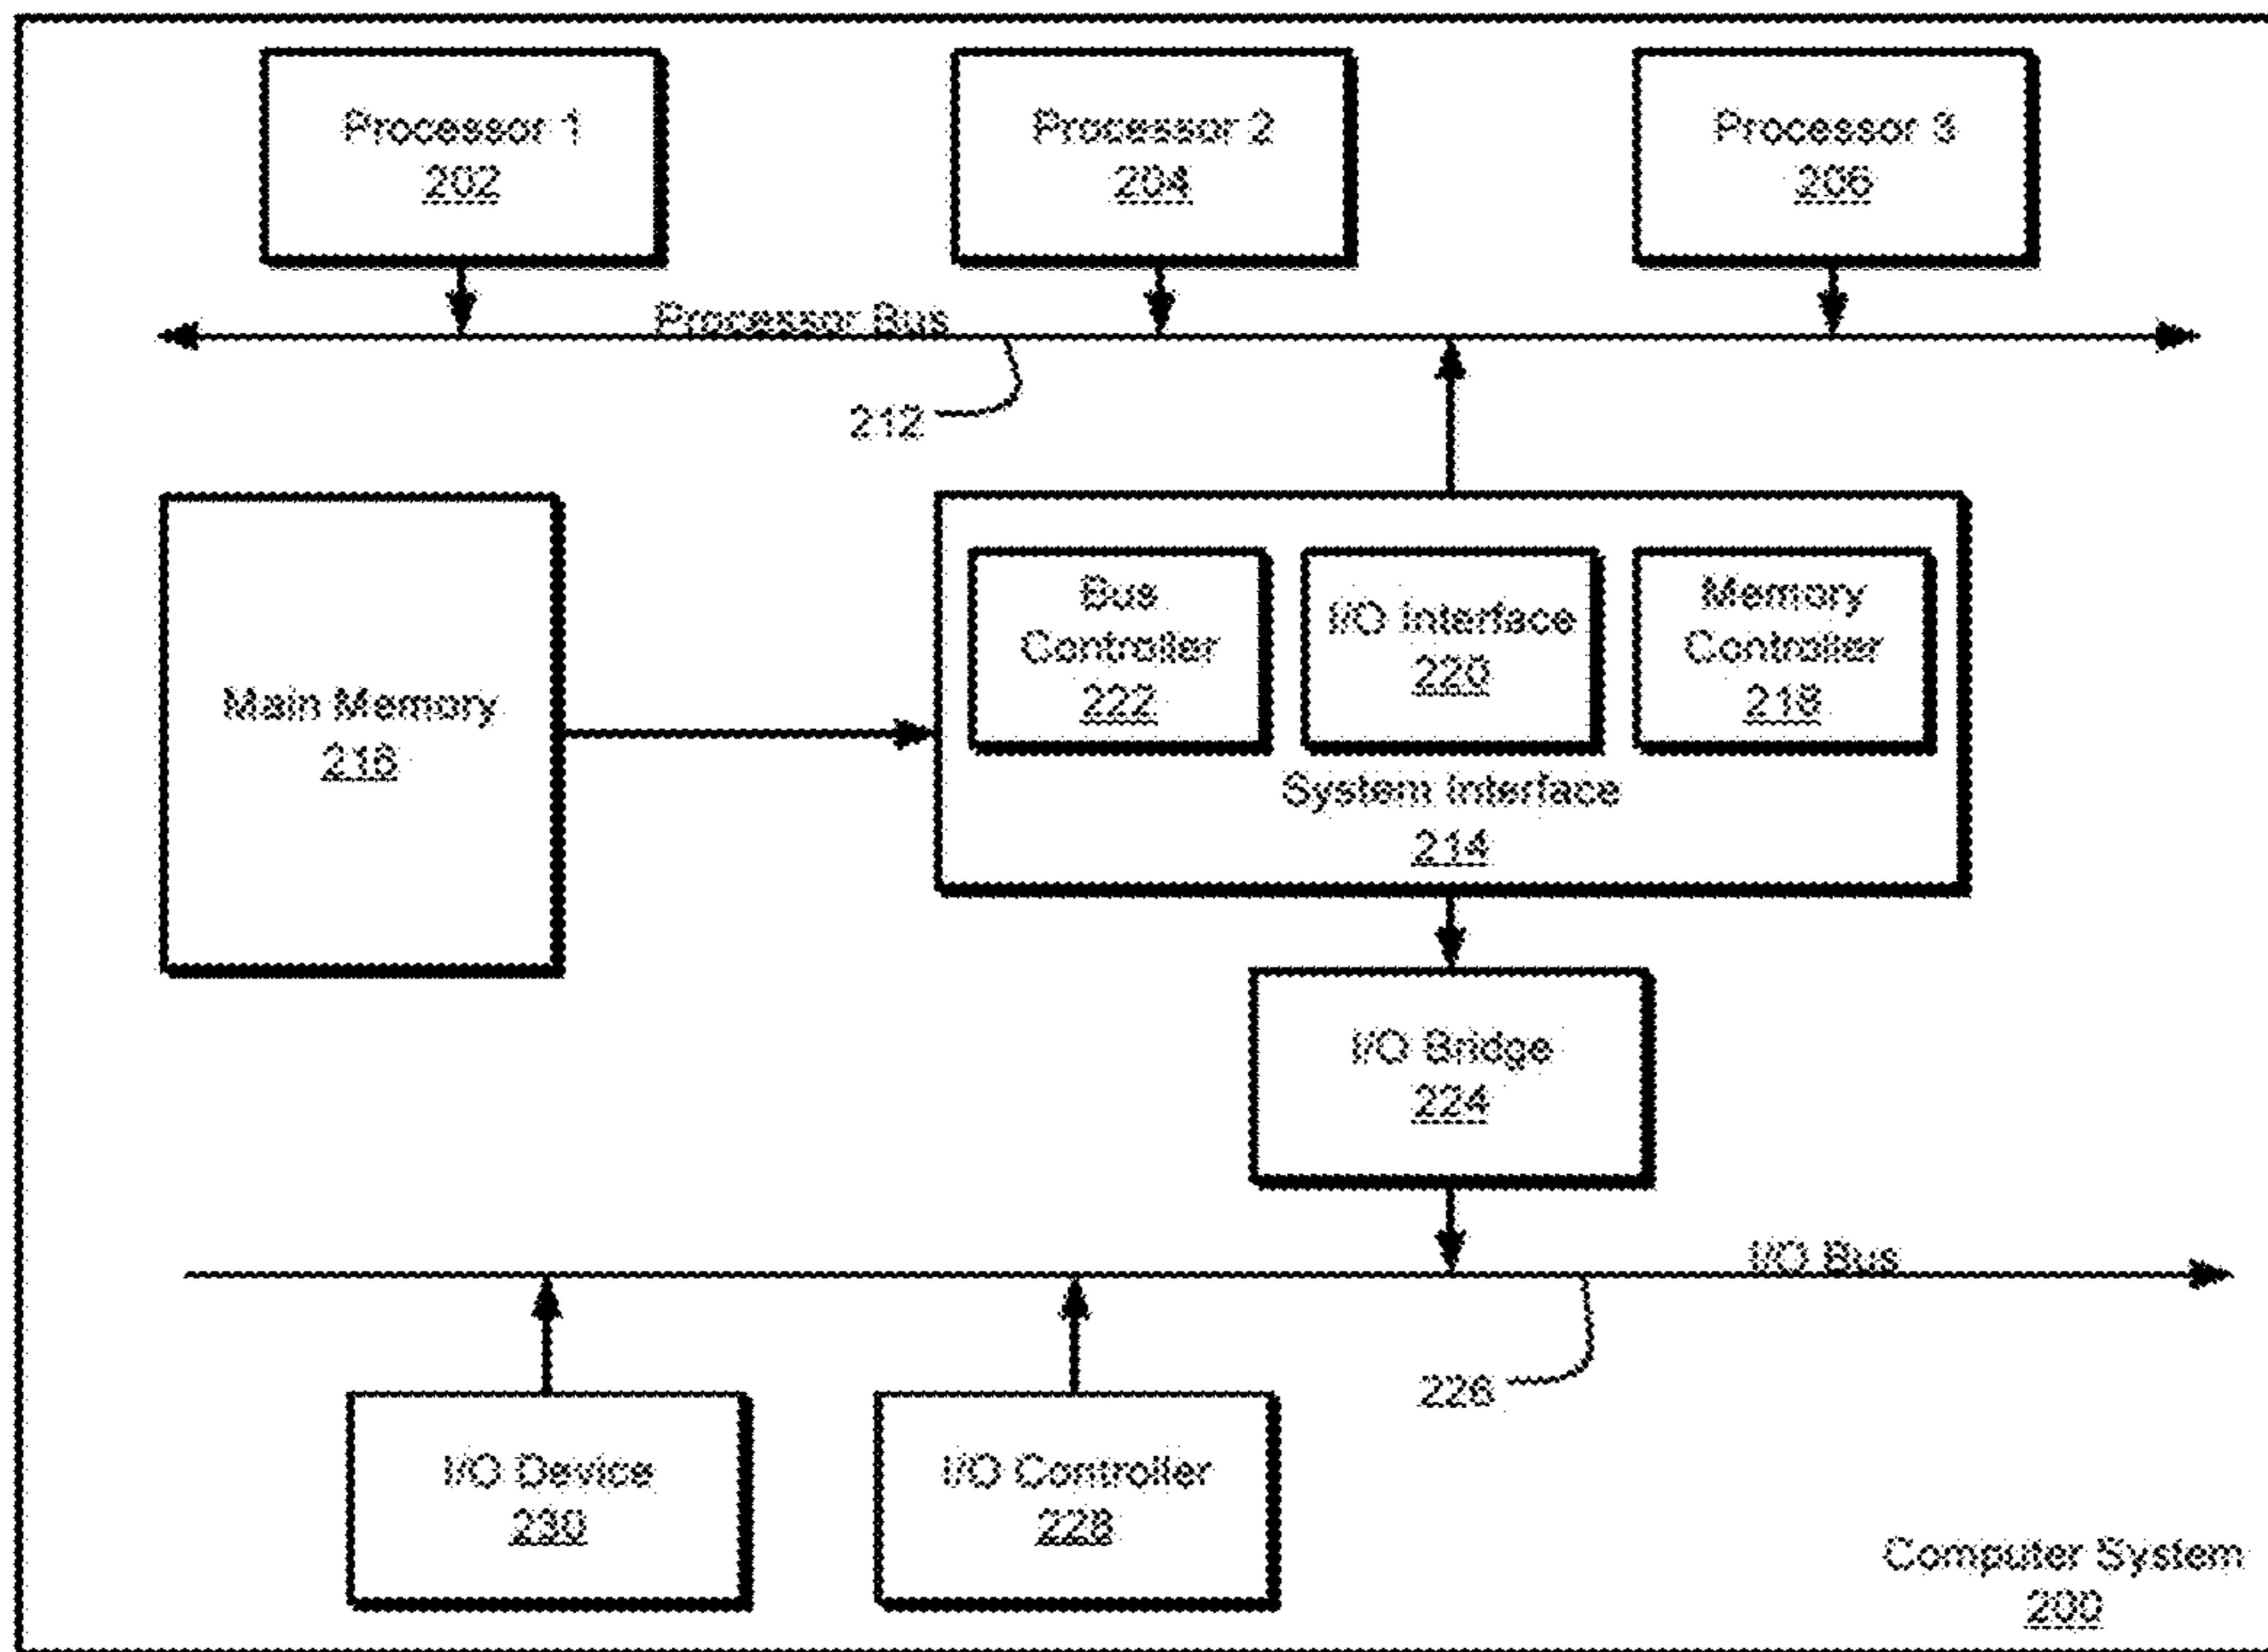 Processor 1
202
Processor 2
204
Processor 3
206
Processor Bus
212
Main Memory
216
Bus
Controller
222
I/O Interface
220
Memory
Controller
218
System Interface
214
I/O Bridge
224
I/O Bus
226
I/O Device
230
I/O Controller
228
Computer System
200